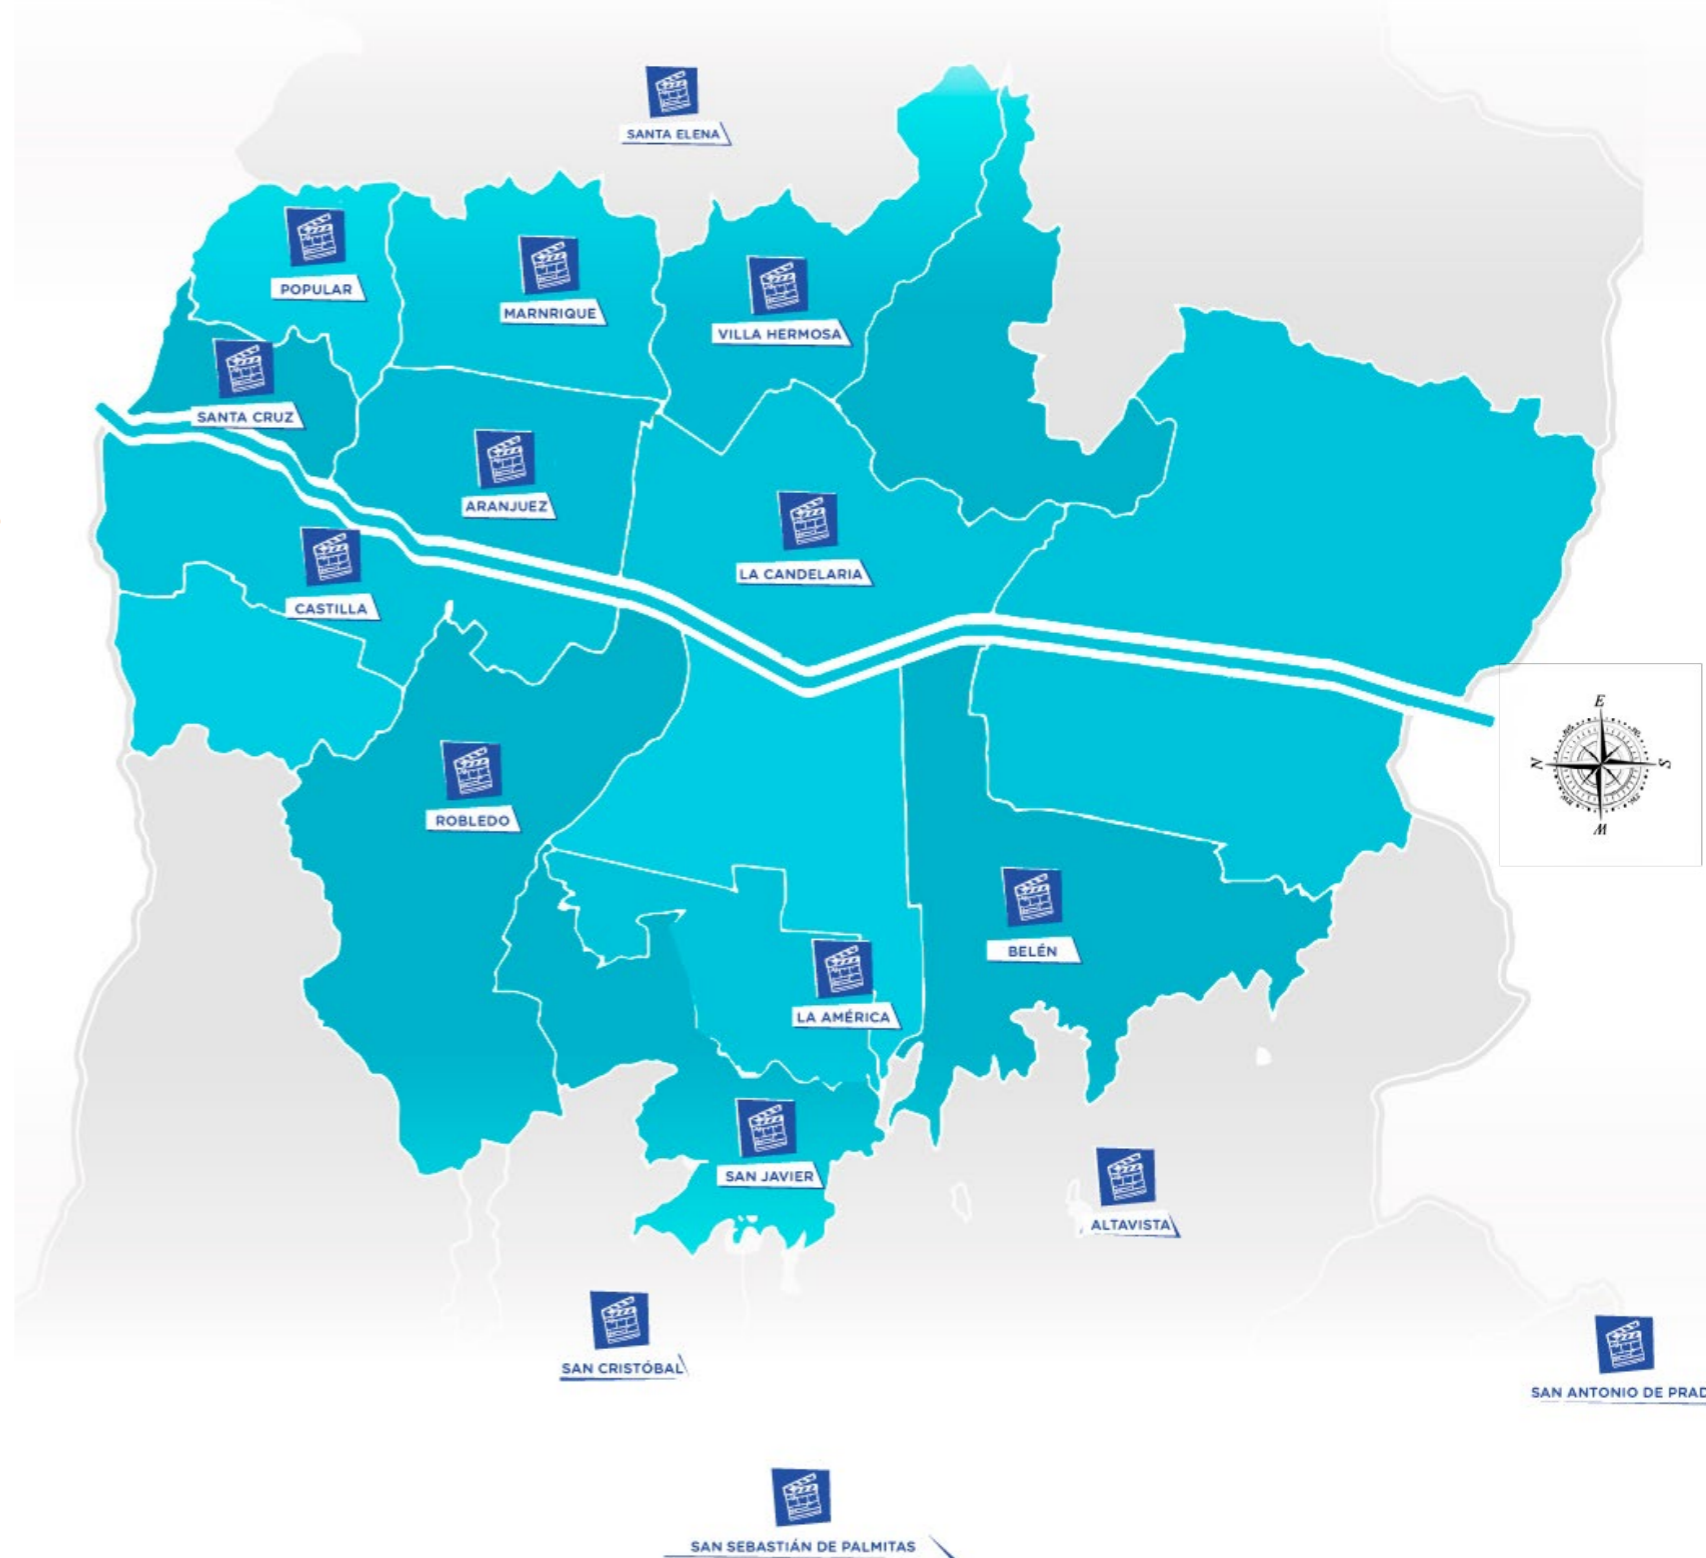 SANTA ELENA
POPULAR
MARNRIQUE
VILLA HERMOSA
SANTA CRUZ
ARANJUEZ
LA CANDELARIA
CASTILLA
E
N
S
W
ROBLEDO
BELÉN
LA AMÉRICA
SAN JAVIER
ALTAVISTA
SAN CRISTÓBAL
SAN ANTONIO DE PRAD
SAN SEBASTIÁN DE PALMITAS